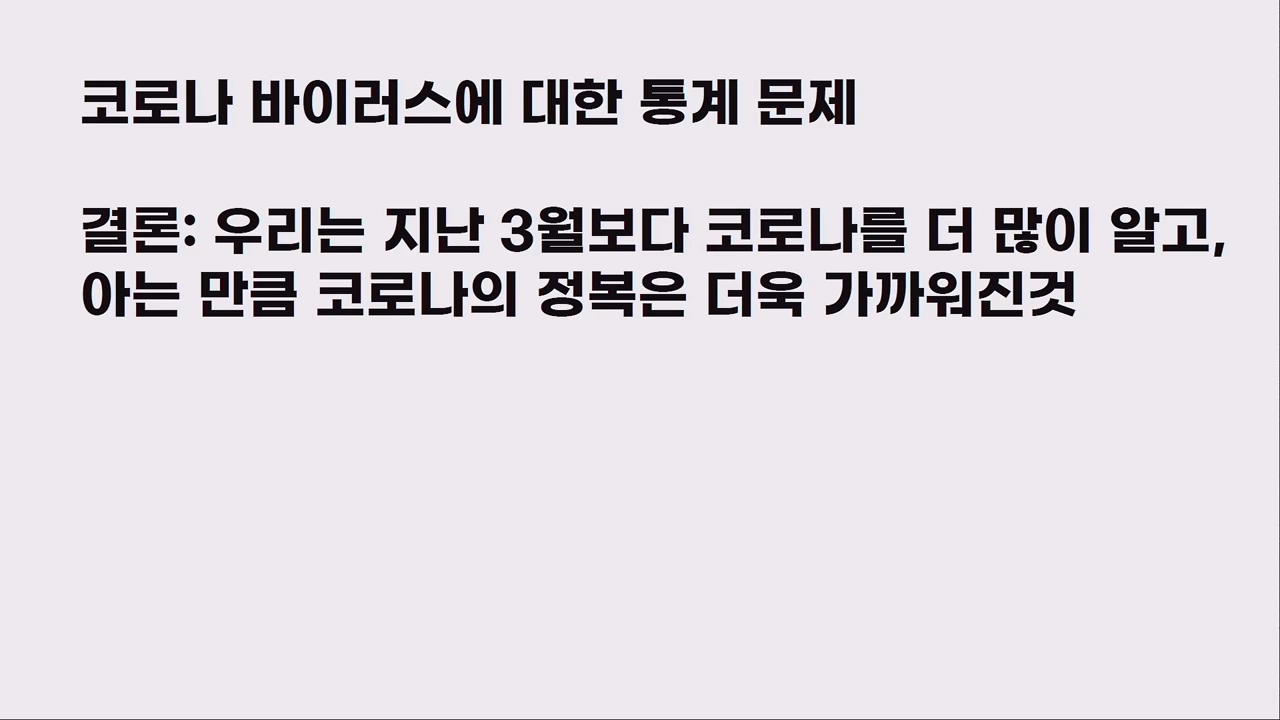 코로나 바이러스에 대한 통계 문제
결론: 우리는 지난 3월보다 코로나를 더 많이 알고,
아는 만큼 코로나의 정복은 더욱 가까워진것